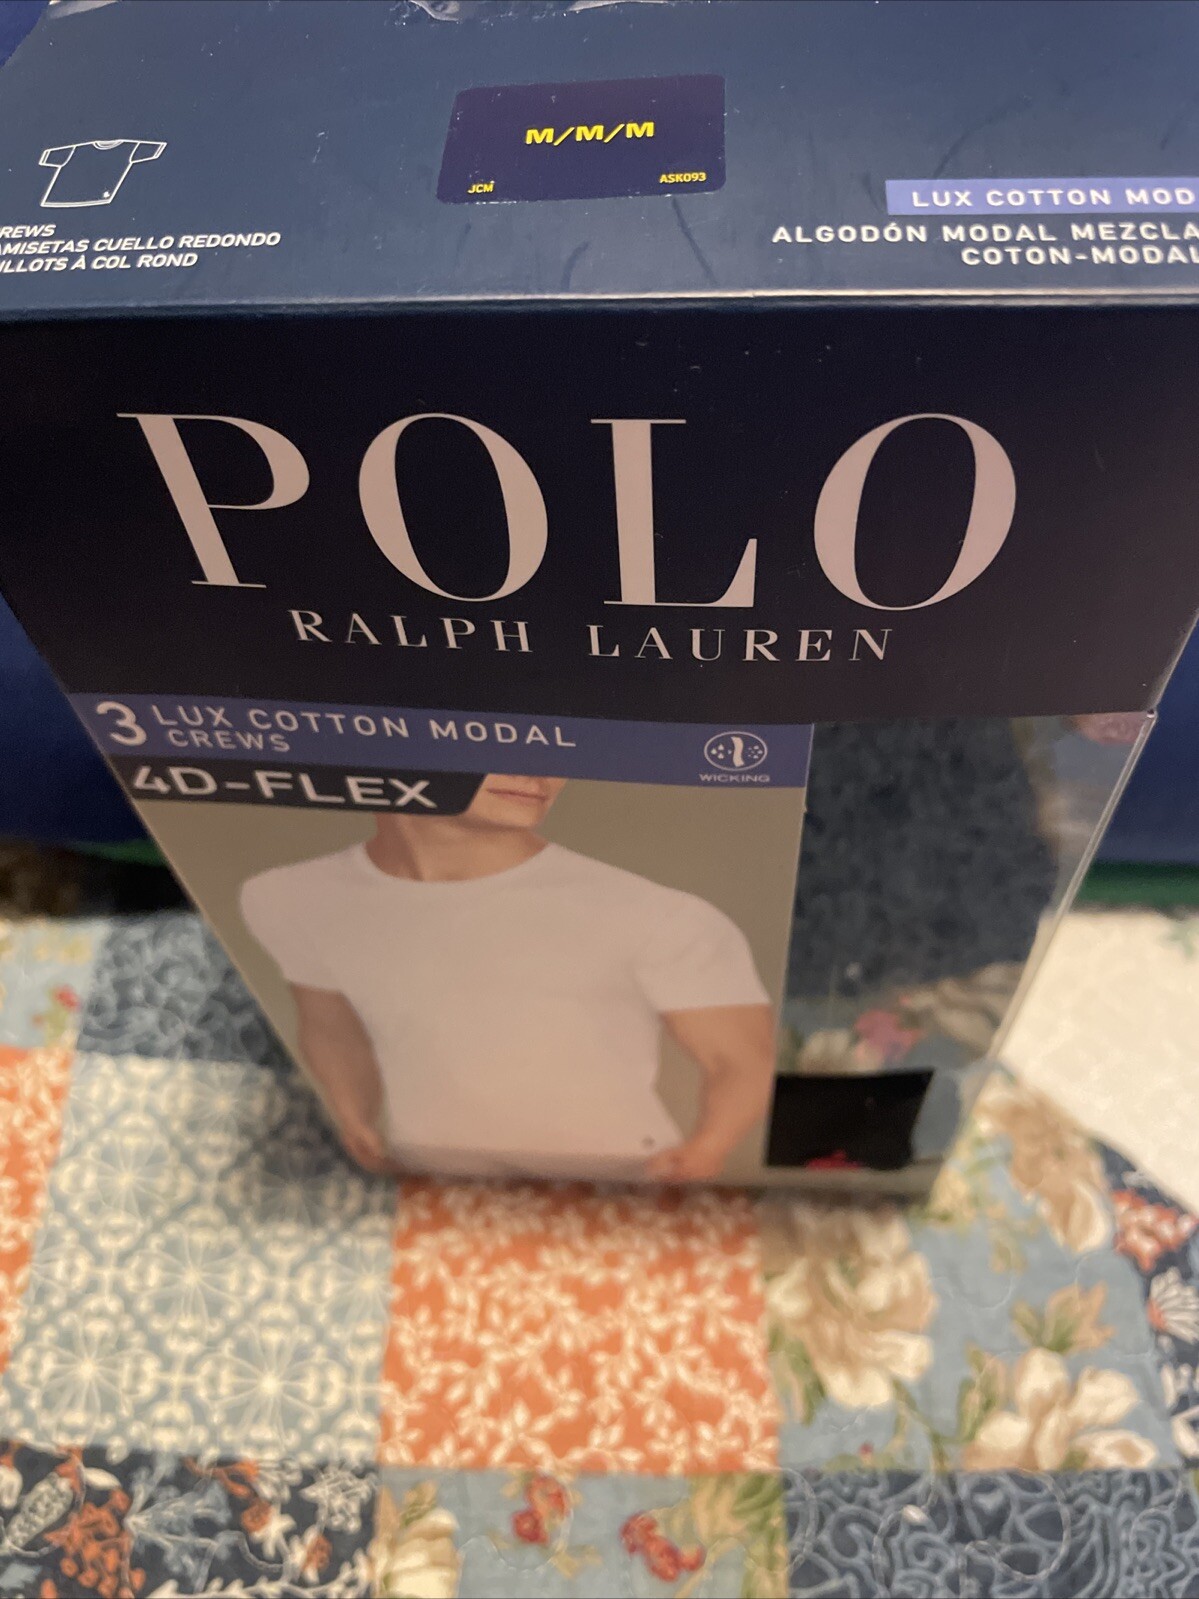 M/M/M
JCM
ASK093
LUX COTTON MOD
ALGODÓN MODAL MEZCLA
COTON-MODAL
REWS
AMISETAS CUELLO REDONDO
ILLOTS À COL ROND
POLO
RALPH LAUREN
3 LUX COTTON MODAL
CREWS
WICKING
4D-FLEX